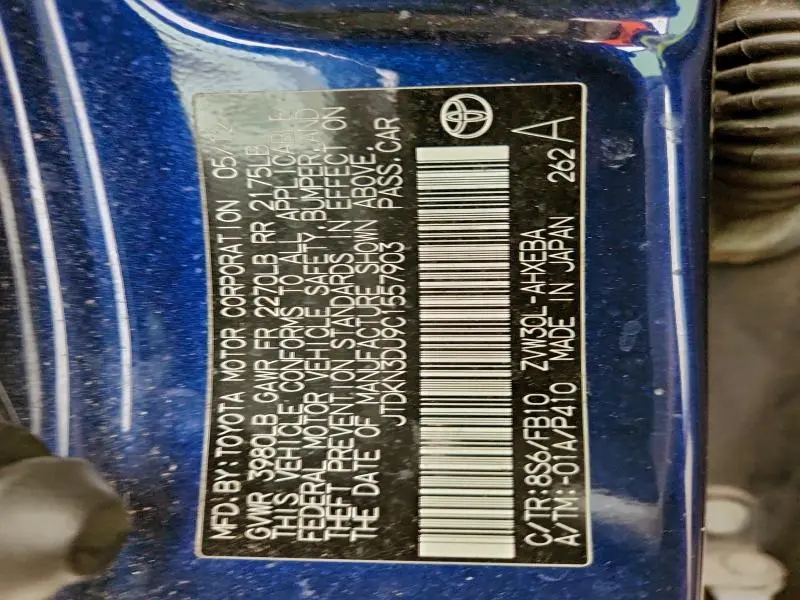 MFD. BY: TOYOTA MOTOR CORPORATION 05/12
GVWR 3980LB GAWR FR 2270LB RR 2175LB
THIS VEHICLE CONFORMS TO ALL APPLICABLE
FEDERAL MOTOR VEHICLE SAFETY, BUMPER, AND
THEFT PREVENTION STANDARDS IN EFFECT ON
THE DATE OF MANUFACTURE SHOWN ABOVE.
JTDKN3DU9C1557903 PASS. CAR
C/TR: 8S6/FB10 ZVW30L-AHXEBA A
A/TM: -01A/P410 MADE IN JAPAN 262